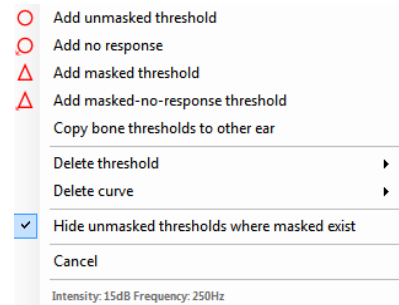 Add unmasked threshold
Add no response
Add masked threshold
Add masked-no-response threshold
Copy bone thresholds to other ear
Delete threshold
Delete curve
Hide unmasked thresholds where masked exist
Cancel
Intensity: 15dB Frequency: 250Hz